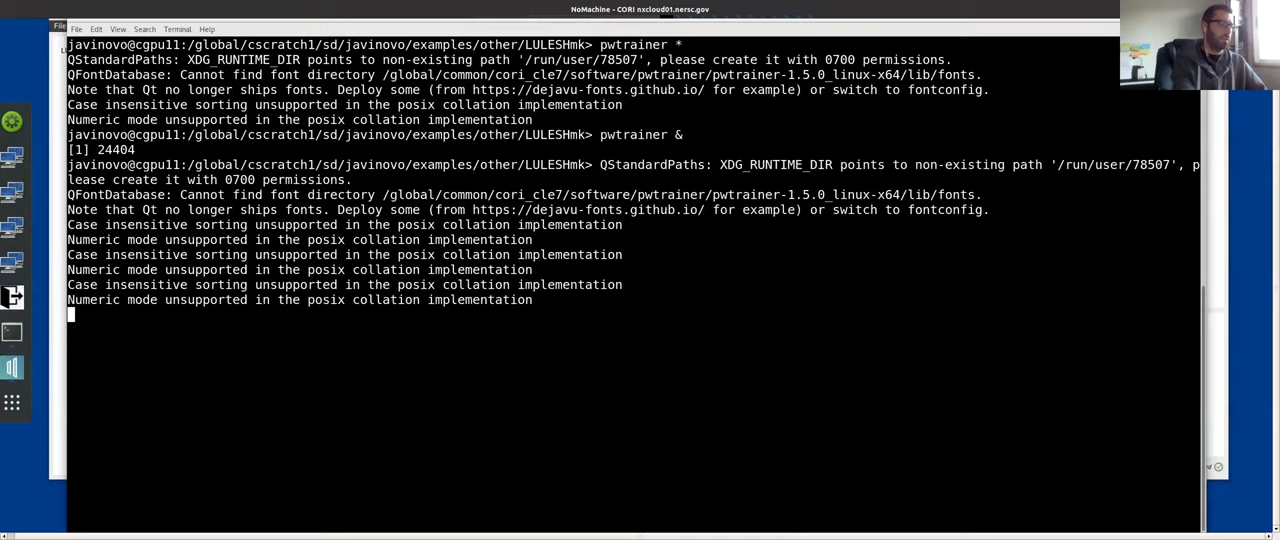 NoMachine - CORI nxcloud01.nersc.gov
File
File Edit View Search Terminal Help
javinovo@cgpu11:/global/cscratch1/sd/javinovo/examples/other/LULESHmk> pwtrainer *
QStandardPaths: XDG_RUNTIME_DIR points to non-existing path '/run/user/78507', please create it with 0700 permissions.
QFontDatabase: Cannot find font directory /global/common/cori_cle7/software/pwtrainer/pwtrainer-1.5.0_linux-x64/lib/fonts.
Note that Qt no longer ships fonts. Deploy some (from https://dejavu-fonts.github.io/ for example) or switch to fontconfig.
Case insensitive sorting unsupported in the posix collation implementation
Numeric mode unsupported in the posix collation implementation
javinovo@cgpu11:/global/cscratch1/sd/javinovo/examples/other/LULESHmk> pwtrainer &
[1] 24404
javinovo@cgpu11:/global/cscratch1/sd/javinovo/examples/other/LULESHmk> QStandardPaths: XDG_RUNTIME_DIR points to non-existing path '/run/user/78507', p
lease create it with 0700 permissions.
QFontDatabase: Cannot find font directory /global/common/cori_cle7/software/pwtrainer/pwtrainer-1.5.0_linux-x64/lib/fonts.
Note that Qt no longer ships fonts. Deploy some (from https://dejavu-fonts.github.io/ for example) or switch to fontconfig.
Case insensitive sorting unsupported in the posix collation implementation
Numeric mode unsupported in the posix collation implementation
Case insensitive sorting unsupported in the posix collation implementation
Numeric mode unsupported in the posix collation implementation
Case insensitive sorting unsupported in the posix collation implementation
Numeric mode unsupported in the posix collation implementation